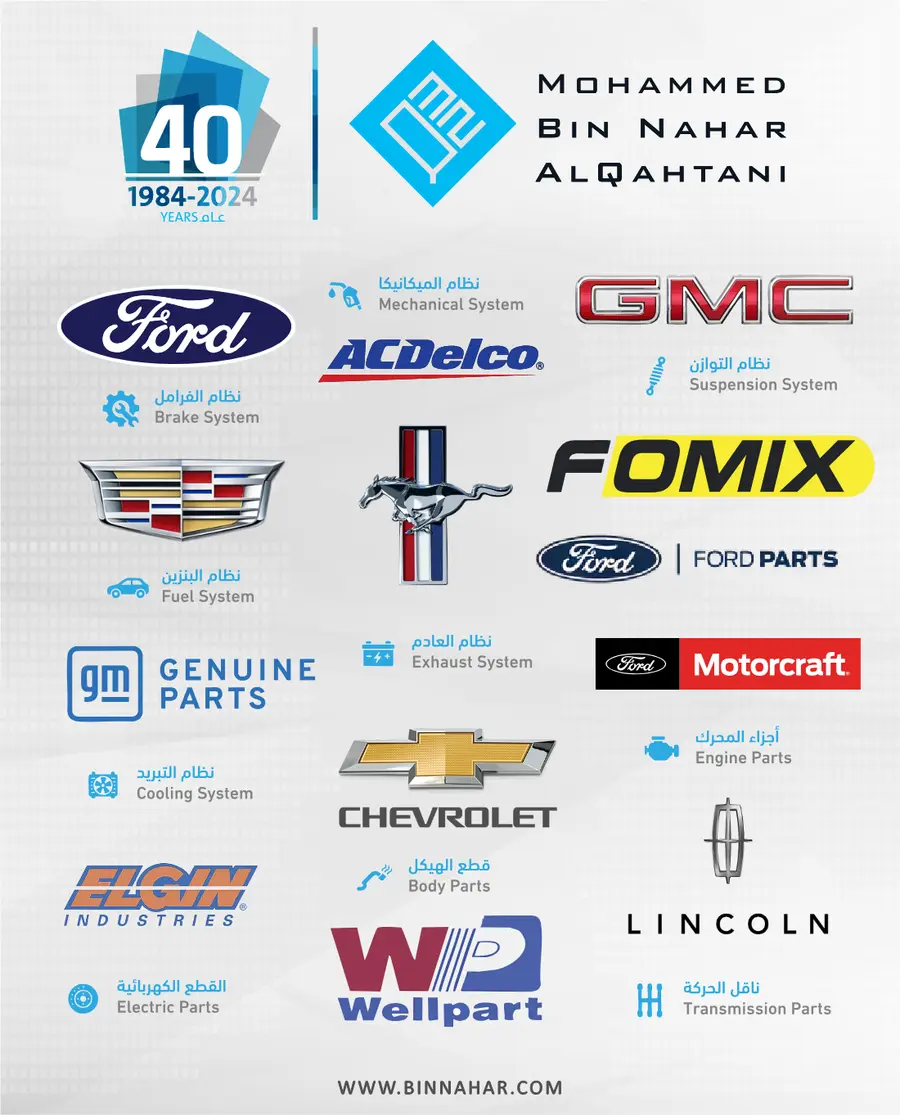 40
1984-2024
YEARS عـام
MOHAMMED
BIN NAHAR
ALQAHTANI
Ford
نظام الميكانيكا
Mechanical System
GMC
ACDelco®
نظام الفرامل
Brake System
نظام التوازن
Suspension System
FOMIX
Ford | FORD PARTS
نظام البنزين
Fuel System
نظام العادم
Exhaust System
gm GENUINE
PARTS
Ford Motorcraft
أجزاء المحرك
Engine Parts
نظام التبريد
Cooling System
CHEVROLET
قطع الهيكل
Body Parts
ELGIN®
INDUSTRIES
LINCOLN
WP
Wellpart
القطع الكهربائية
Electric Parts
ناقل الحركة
Transmission Parts
WWW.BINNAHAR.COM